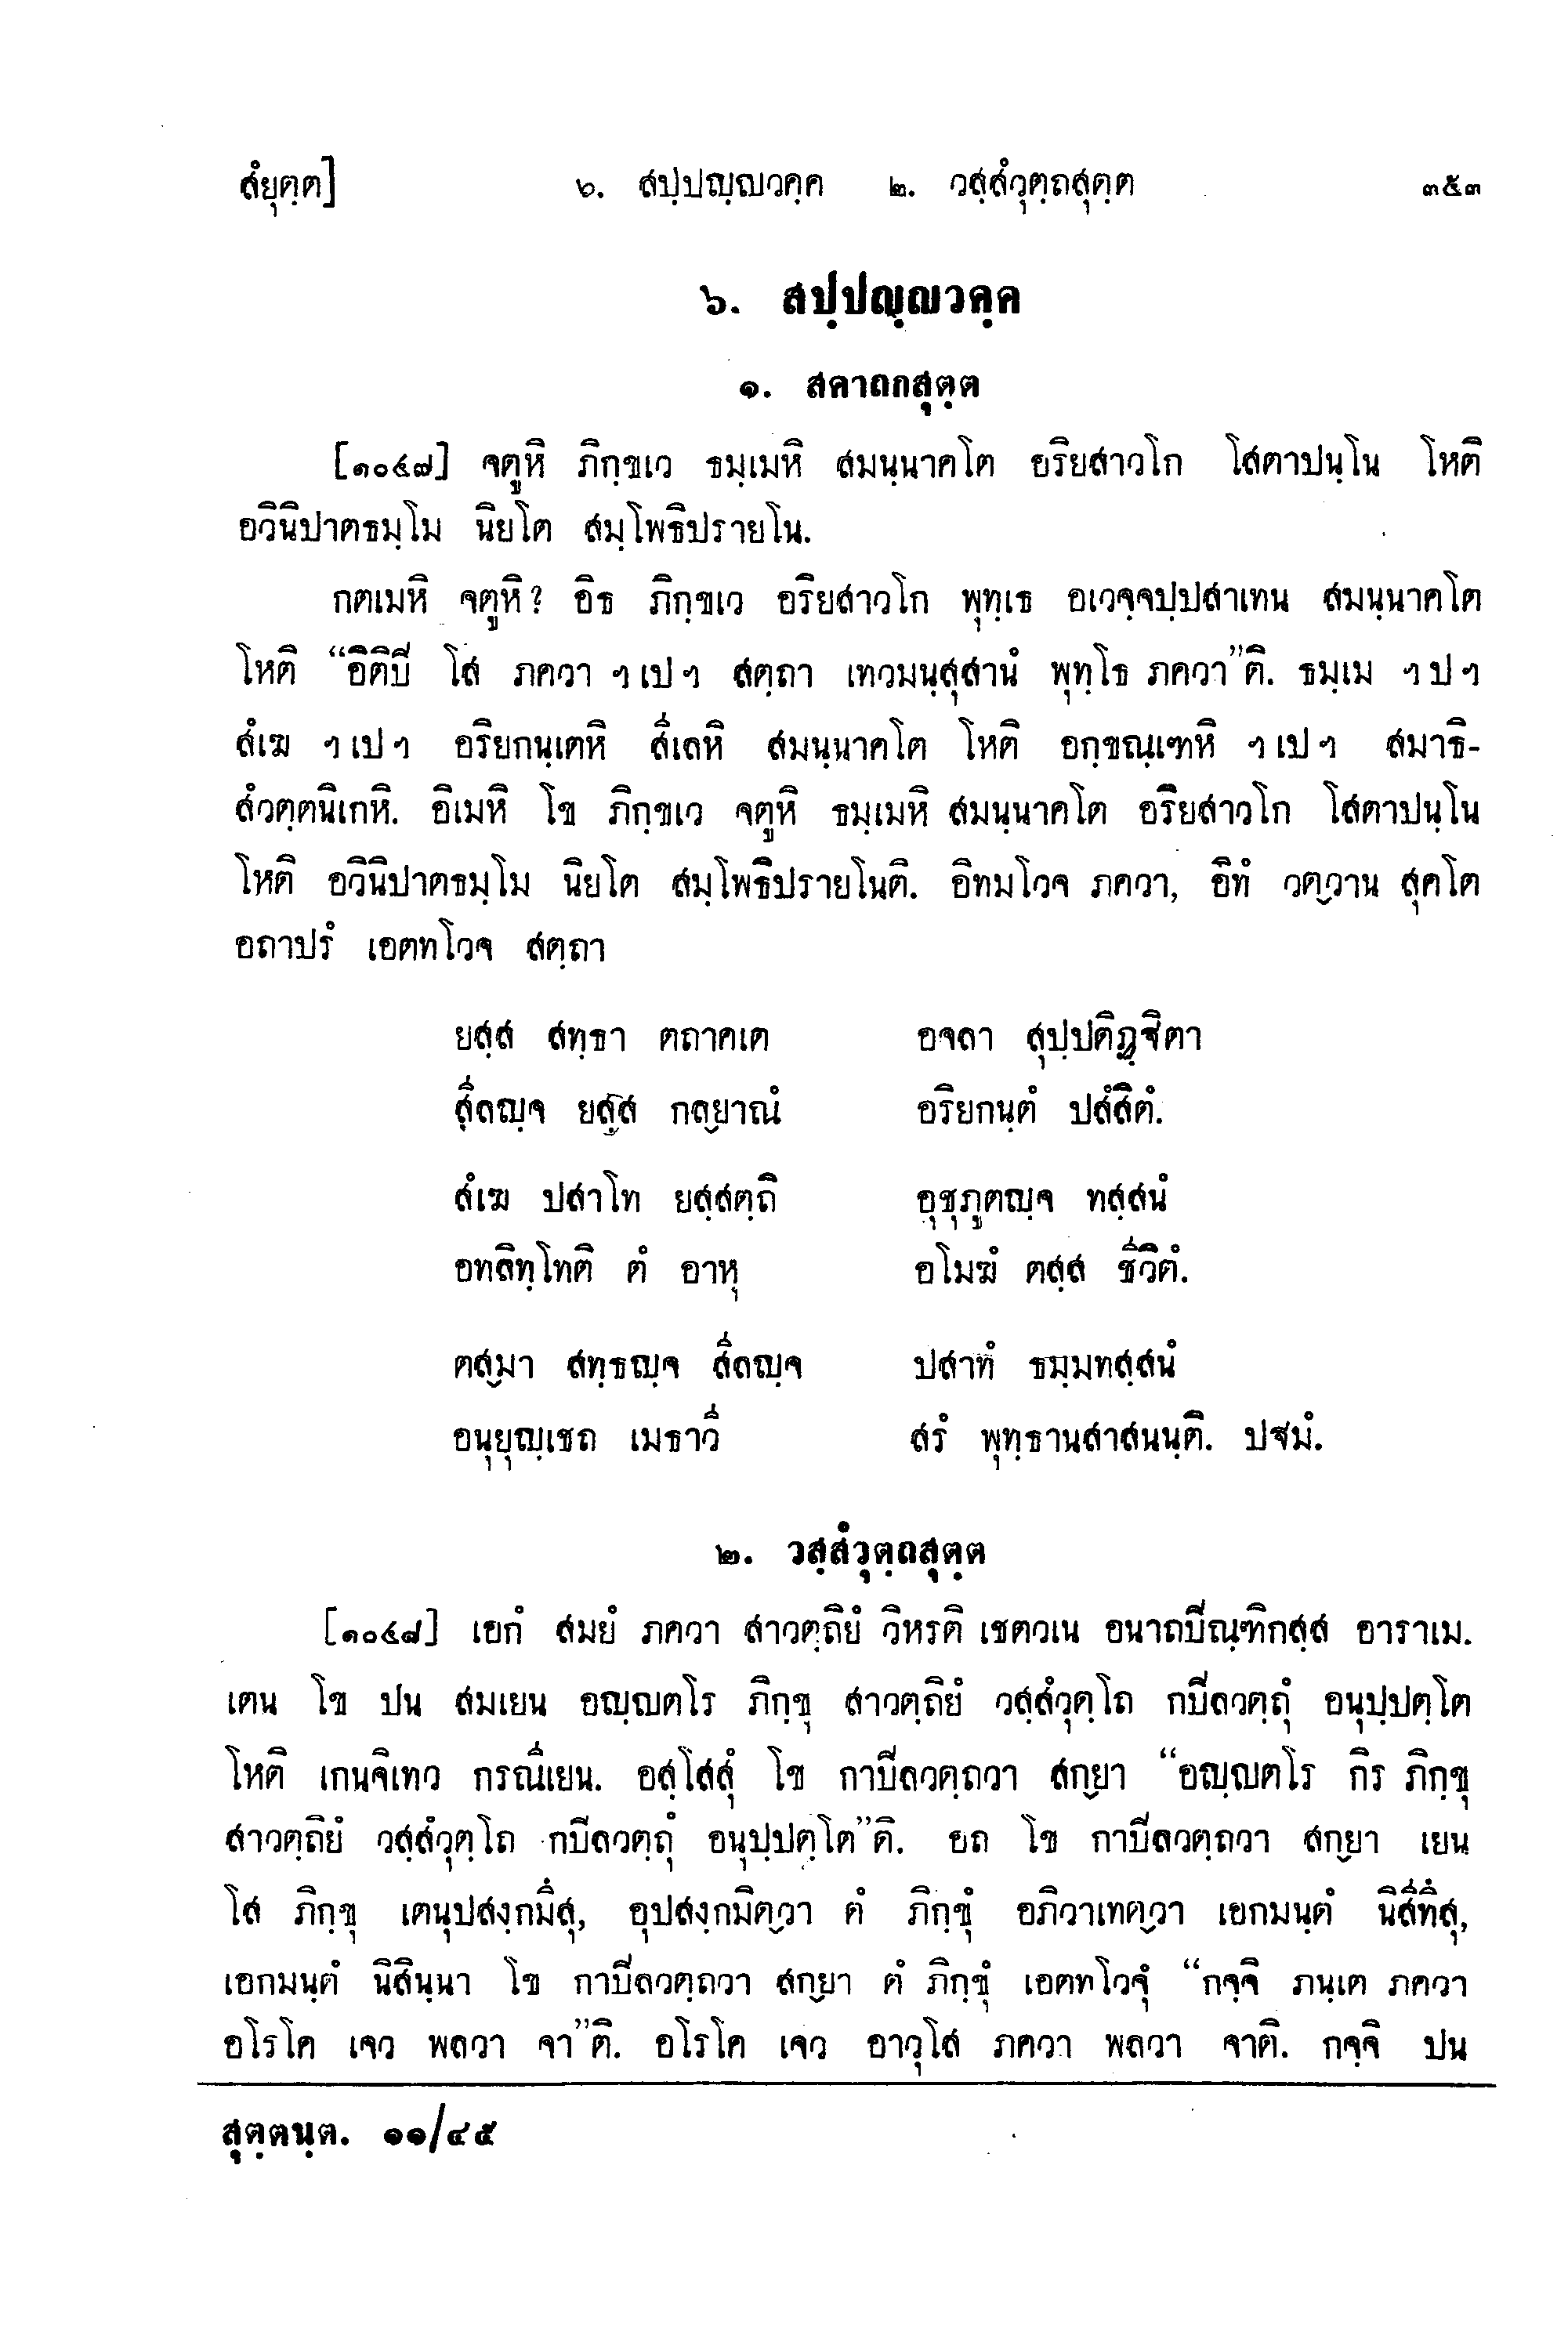 สํยุตฺต] ๖. สปฺปญฺญวคฺค ๒. วสฺสํวุตฺถสุตฺต ๓๕๓
๖. สปฺปญฺญวคฺค
๑. สคาถกสุตฺต
[๑๐๔๗] จตูหิ ภิกฺขเว ธมฺเมหิ สมนฺนาคโต อริยสาวโก โสตาปนฺโน โหติ
อวินิปาตธมฺโม นิยโต สมฺโพธิปรายโน.
กตเมหิ จตูหิ? อิธ ภิกฺขเว อริยสาวโก พุทฺเธ อเวจฺจปฺปสาเทน สมนฺนาคโต
โหติ “อิติปิ โส ภควา ฯ เป ฯ สตฺถา เทวมนุสฺสานํ พุทฺโธ ภควา”ติ. ธมฺเม ฯ ป ฯ
สํเฆ ฯ เป ฯ อริยกนฺเตหิ สีเลหิ สมนฺนาคโต โหติ อกฺขณฺเฑหิ ฯ เป ฯ สมาธิ-
สํวตฺตนิเกหิ. อิเมหิ โข ภิกฺขเว จตูหิ ธมฺเมหิ สมนฺนาคโต อริยสาวโก โสตาปนฺโน
โหติ อวินิปาตธมฺโม นิยโต สมฺโพธิปรายโนติ. อิทมโวจ ภควา, อิทํ วตฺวาน สุคโต
อถาปรํ เอตทโวจ สตฺถา
ยสฺส สทฺธา ตถาคเต อจลา สุปฺปติฏฺฐิตา
สีลญฺจ ยสฺส กลฺยาณํ อริยกนฺตํ ปสํสิตํ.
สํเฆ ปสาโท ยสฺสตฺถิ อุชุภูตญฺจ ทสฺสนํ
อทลิทฺโทติ ตํ อาหุ อโมฆํ ตสฺส ชีวิตํ.
ตสฺมา สทฺธญฺจ สีลญฺจ ปสาทํ ธมฺมทสฺสนํ
อนุยุญฺเชถ เมธาวี สรํ พุทฺธานสาสนนฺติ. ปฐมํ.
๒. วสฺสํวุตฺถสุตฺต
[๑๐๔๘] เอกํ สมยํ ภควา สาวตฺถิยํ วิหรติ เชตวเน อนาถปิณฺฑิกสฺส อาราเม.
เตน โข ปน สมเยน อญฺญตโร ภิกฺขุ สาวตฺถิยํ วสฺสํวุตฺโถ กปิลวตฺถุํ อนุปฺปตฺโต
โหติ เกนจิเทว กรณีเยน. อสฺโสสุํ โข กาปิลวตฺถวา สกฺยา “อญฺญตโร กิร ภิกฺขุ
สาวตฺถิยํ วสฺสํวุตฺโถ กปิลวตฺถุํ อนุปฺปตฺโต”ติ. อถ โข กาปิลวตฺถวา สกฺยา เยน
โส ภิกฺขุ เตนุปสงฺกมึสุ, อุปสงฺกมิตฺวา ตํ ภิกฺขุํ อภิวาเทตฺวา เอกมนฺตํ นิสีทึสุ,
เอกมนฺตํ นิสินฺนา โข กาปิลวตฺถวา สกฺยา ตํ ภิกฺขุํ เอตทโวจุํ “กจฺจิ ภนฺเต ภควา
อโรโค เจว พลวา จา”ติ. อโรโค เจว อาวุโส ภควา พลวา จาติ. กจฺจิ ปน
สุตฺตนฺต. ๑๑/๔๕